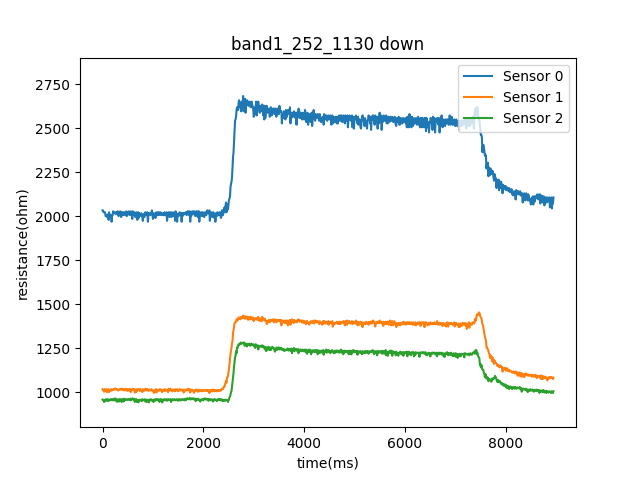 band1_252_1130 down
Sensor 0
Sensor 1
Sensor 2
2750
2500
2250
2000
1750
1500
1250
1000
resistance(ohm)
0 2000 4000 6000 8000
time(ms)